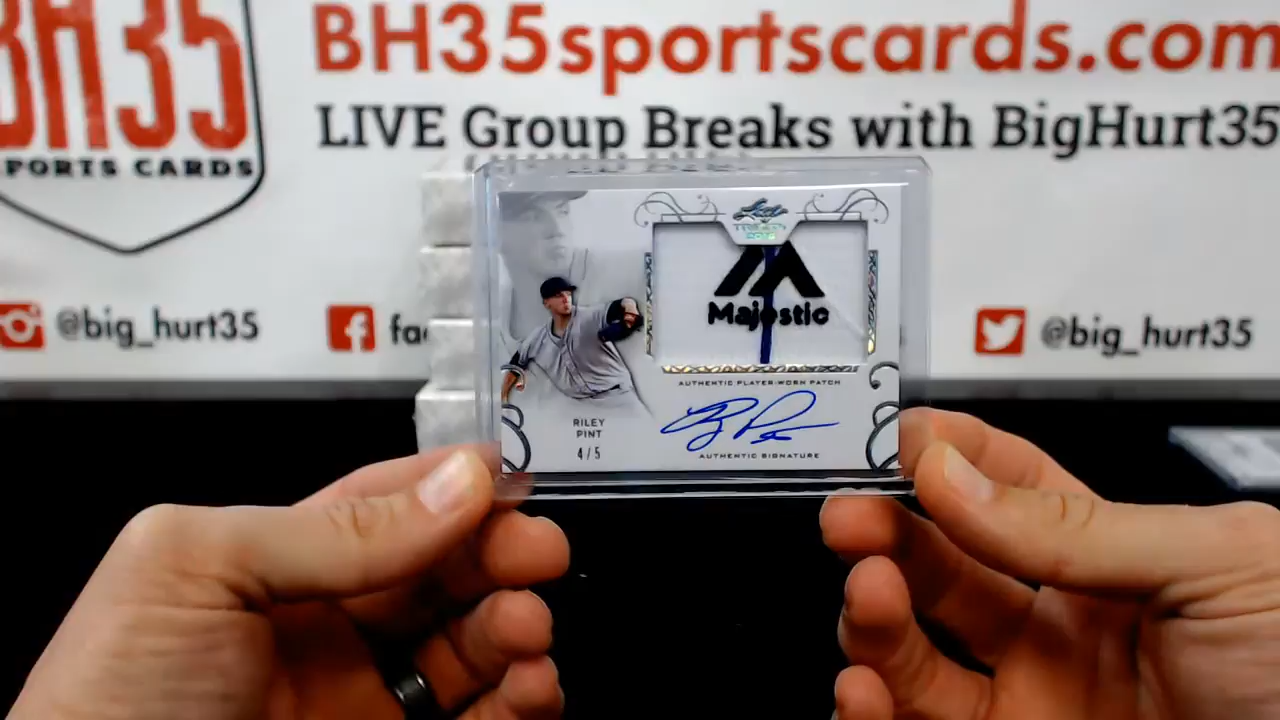 BH35
SPORTS CARDS
BH35sportscards.com
LIVE Group Breaks with BigHurt35
@big_hurt35
fa
@big_hurt35
Leaf
Majestic
AUTHENTIC PLAYER-WORN PATCH
RILEY
PINT
4/5
AUTHENTIC SIGNATURE